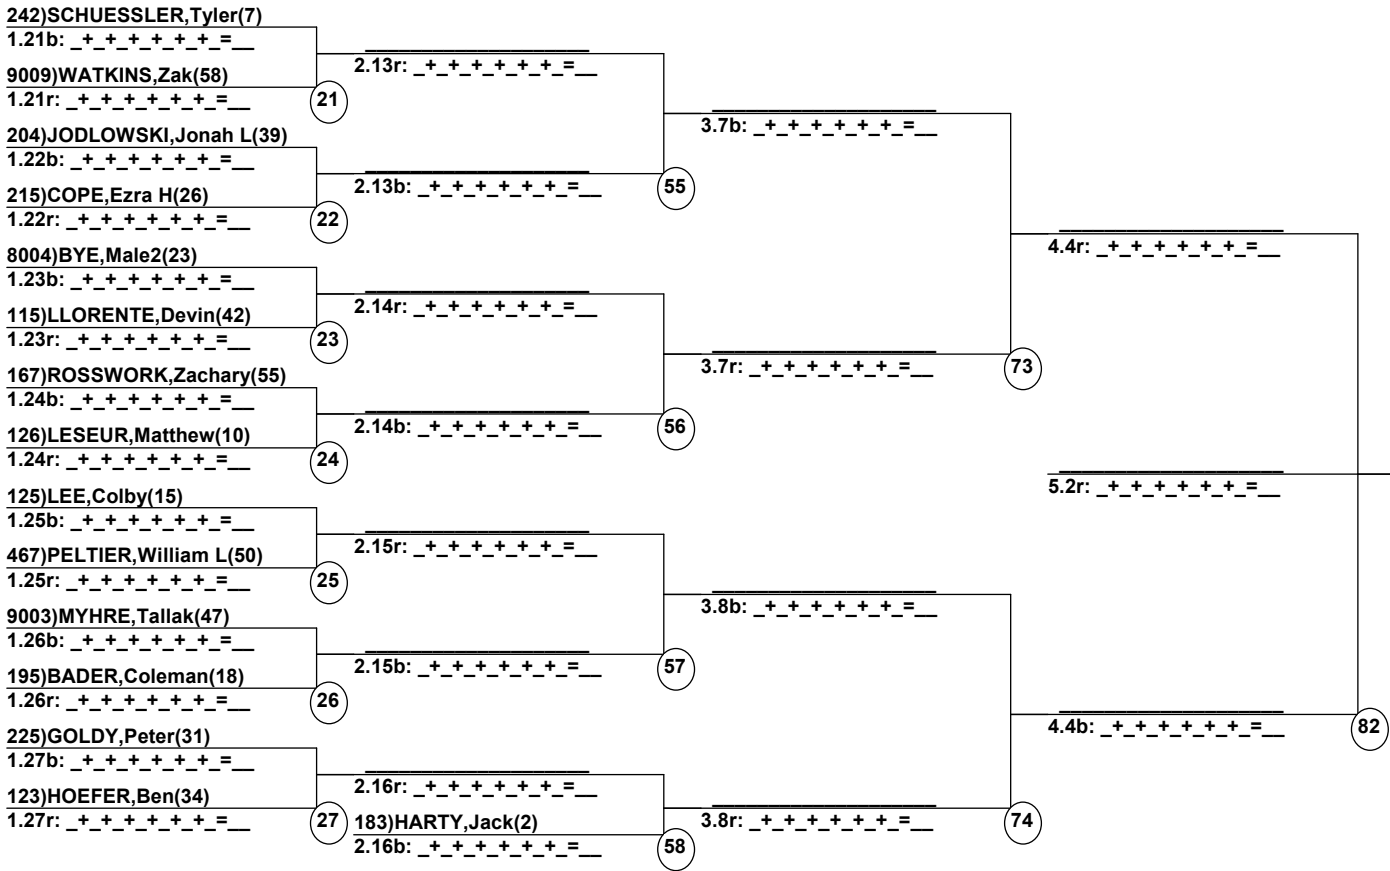 242)SCHUESSLER,Tyler(7)
1.21b: _+_+_+_+_+_=__
9009)WATKINS,Zak(58)
1.21r: _+_+_+_+_+_=__
21
204)JODLOWSKI,Jonah L(39)
1.22b: _+_+_+_+_+_=__
215)COPE,Ezra H(26)
1.22r: _+_+_+_+_+_=__
22
8004)BYE,Male2(23)
1.23b: _+_+_+_+_+_=__
115)LLORENTE,Devin(42)
1.23r: _+_+_+_+_+_=__
23
167)ROSSWORK,Zachary(55)
1.24b: _+_+_+_+_+_=__
126)LESEUR,Matthew(10)
1.24r: _+_+_+_+_+_=__
24
125)LEE,Colby(15)
1.25b: _+_+_+_+_+_=__
467)PELTIER,William L(50)
1.25r: _+_+_+_+_+_=__
25
9003)MYHRE,Tallak(47)
1.26b: _+_+_+_+_+_=__
195)BADER,Coleman(18)
1.26r: _+_+_+_+_+_=__
26
225)GOLDY,Peter(31)
1.27b: _+_+_+_+_+_=__
123)HOEFER,Ben(34)
1.27r: _+_+_+_+_+_=__
27
2.13r: _+_+_+_+_+_=__
2.13b: _+_+_+_+_+_=__
55
2.14r: _+_+_+_+_+_=__
2.14b: _+_+_+_+_+_=__
56
2.15r: _+_+_+_+_+_=__
2.15b: _+_+_+_+_+_=__
57
2.16r: _+_+_+_+_+_=__
183)HARTY,Jack(2)
2.16b: _+_+_+_+_+_=__
58
3.7b: _+_+_+_+_+_=__
3.7r: _+_+_+_+_+_=__
73
3.8b: _+_+_+_+_+_=__
3.8r: _+_+_+_+_+_=__
74
4.4r: _+_+_+_+_+_=__
5.2r: _+_+_+_+_+_=__
4.4b: _+_+_+_+_+_=__
82